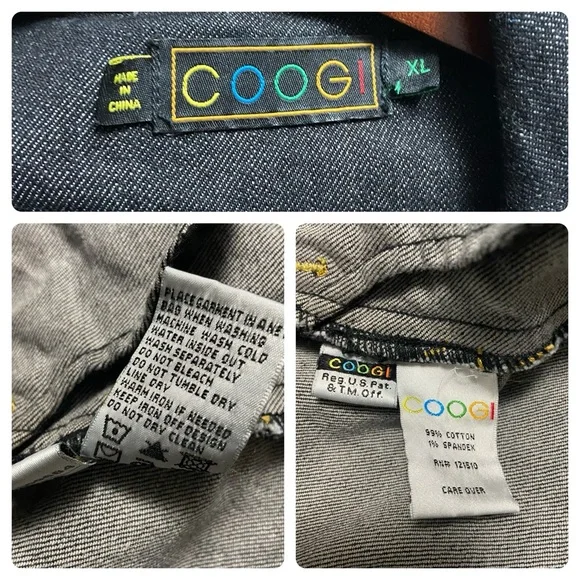 MADE
IN
CHINA
COOGI
XL
PLACE GARMENT IN A
BAG WHEN WASHING
MACHINE WASH COLD
WATER INSIDE OUT
WASH SEPARATELY
DO NOT BLEACH
DO NOT TUMBLE DRY
LINE DRY
WARM IRON IF NEEDED
KEEP IRON OFF DESIGN
DO NOT DRY CLEAN
COOGI
Reg. U.S. Pat.
& T.M. Off.
COOGI
99% COTTON
1% SPANDEX
RN# 121510
CARE OVER